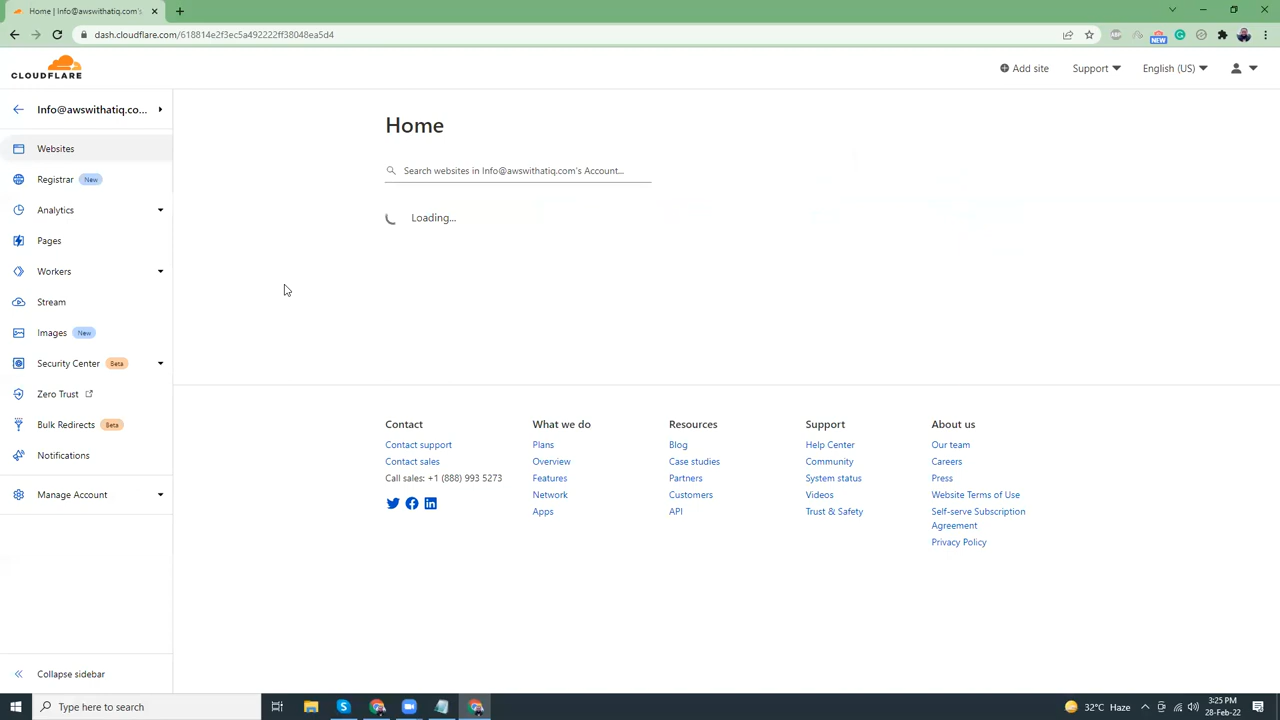 Home | Info@awswithatiq.com
dash.cloudflare.com/618814e2f3ec5a492222ff38048ea5d4
NEW
CLOUDFLARE
Add site
Support
English (US)
Info@awswithatiq.co...
Websites
Registrar New
Analytics
Pages
Workers
Stream
Images New
Security Center Beta
Zero Trust
Bulk Redirects Beta
Notifications
Manage Account
Collapse sidebar
Home
Search websites in Info@awswithatiq.com's Account...
Loading...
Contact
Contact support
Contact sales
Call sales: +1 (888) 993 5273
What we do
Plans
Overview
Features
Network
Apps
Resources
Blog
Case studies
Partners
Customers
API
Support
Help Center
Community
System status
Videos
Trust & Safety
About us
Our team
Careers
Press
Website Terms of Use
Self-serve Subscription
Agreement
Privacy Policy
Type here to search
32°C Haze
3:25 PM
28-Feb-22